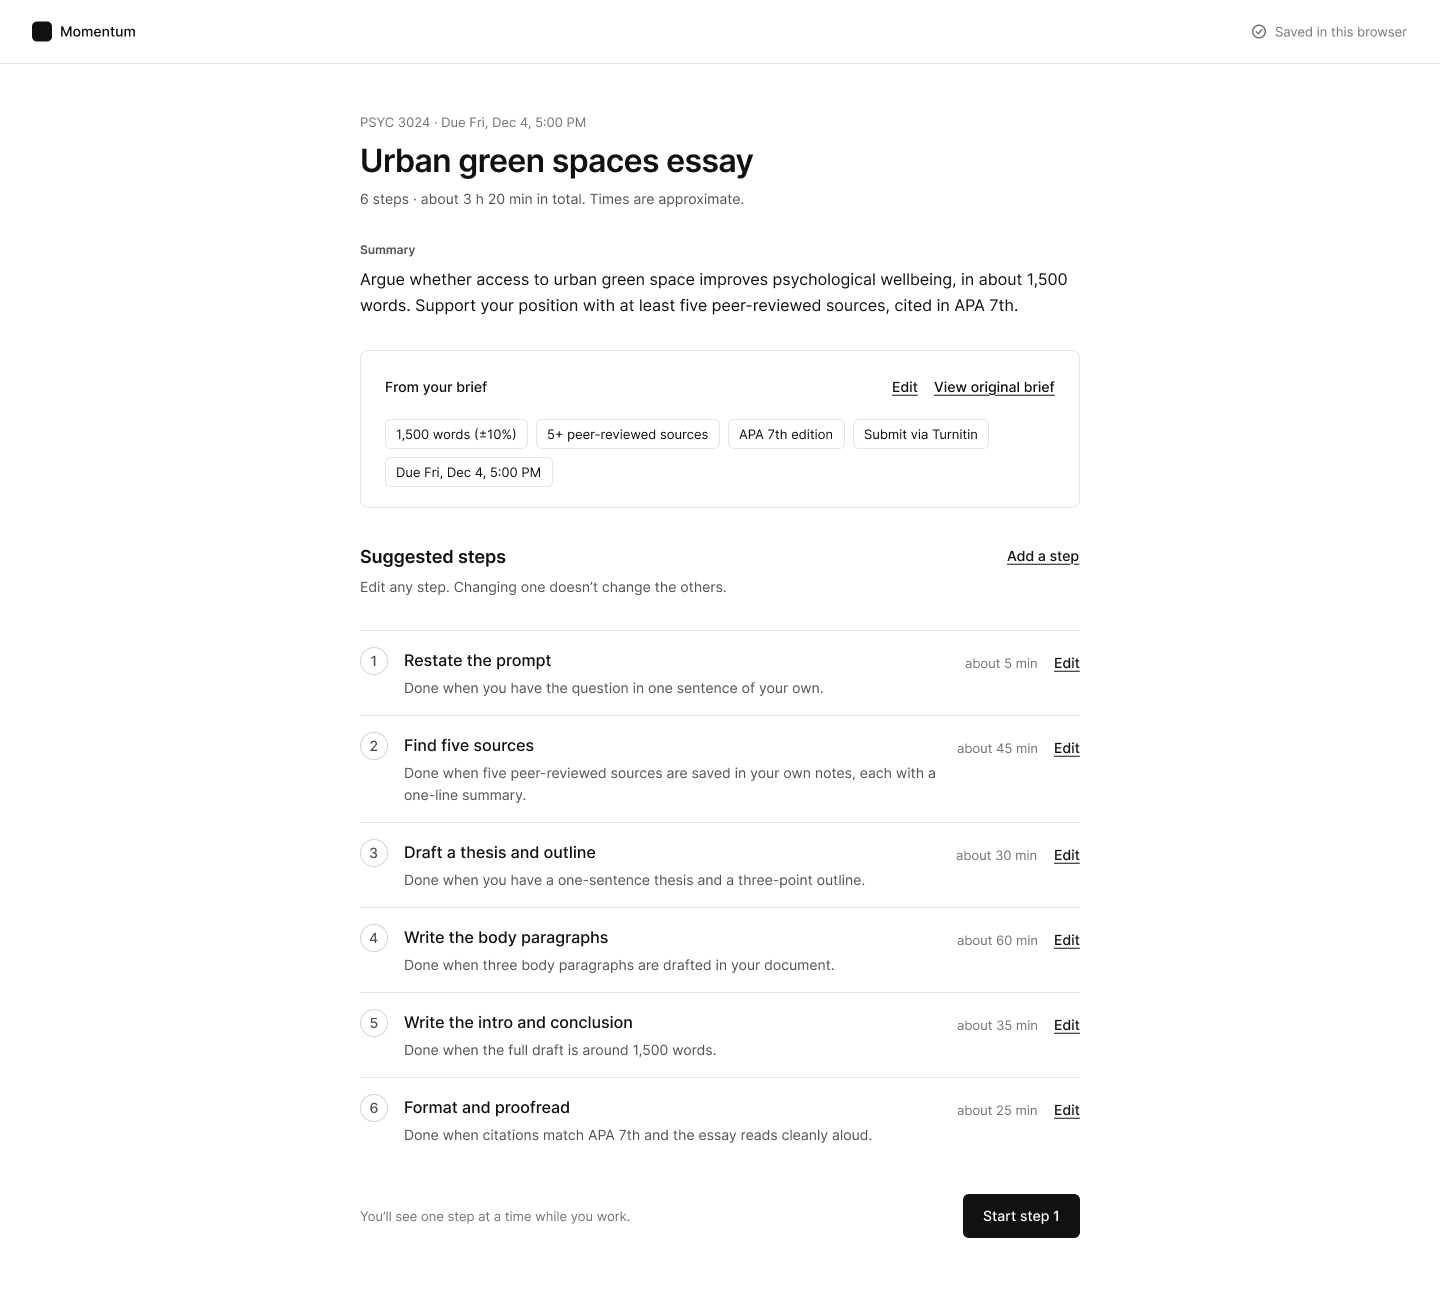 Momentum
Saved in this browser
PSYC 3024 · Due Fri, Dec 4, 5:00 PM
Urban green spaces essay
6 steps · about 3 h 20 min in total. Times are approximate.
Summary
Argue whether access to urban green space improves psychological wellbeing, in about 1,500
words. Support your position with at least five peer-reviewed sources, cited in APA 7th.
From your brief
Edit
View original brief
1,500 words (±10%)
5+ peer-reviewed sources
APA 7th edition
Submit via Turnitin
Due Fri, Dec 4, 5:00 PM
Suggested steps
Add a step
Edit any step. Changing one doesn’t change the others.
1
Restate the prompt
about 5 min
Edit
Done when you have the question in one sentence of your own.
2
Find five sources
about 45 min
Edit
Done when five peer-reviewed sources are saved in your own notes, each with a
one-line summary.
3
Draft a thesis and outline
about 30 min
Edit
Done when you have a one-sentence thesis and a three-point outline.
4
Write the body paragraphs
about 60 min
Edit
Done when three body paragraphs are drafted in your document.
5
Write the intro and conclusion
about 35 min
Edit
Done when the full draft is around 1,500 words.
6
Format and proofread
about 25 min
Edit
Done when citations match APA 7th and the essay reads cleanly aloud.
You’ll see one step at a time while you work.
Start step 1